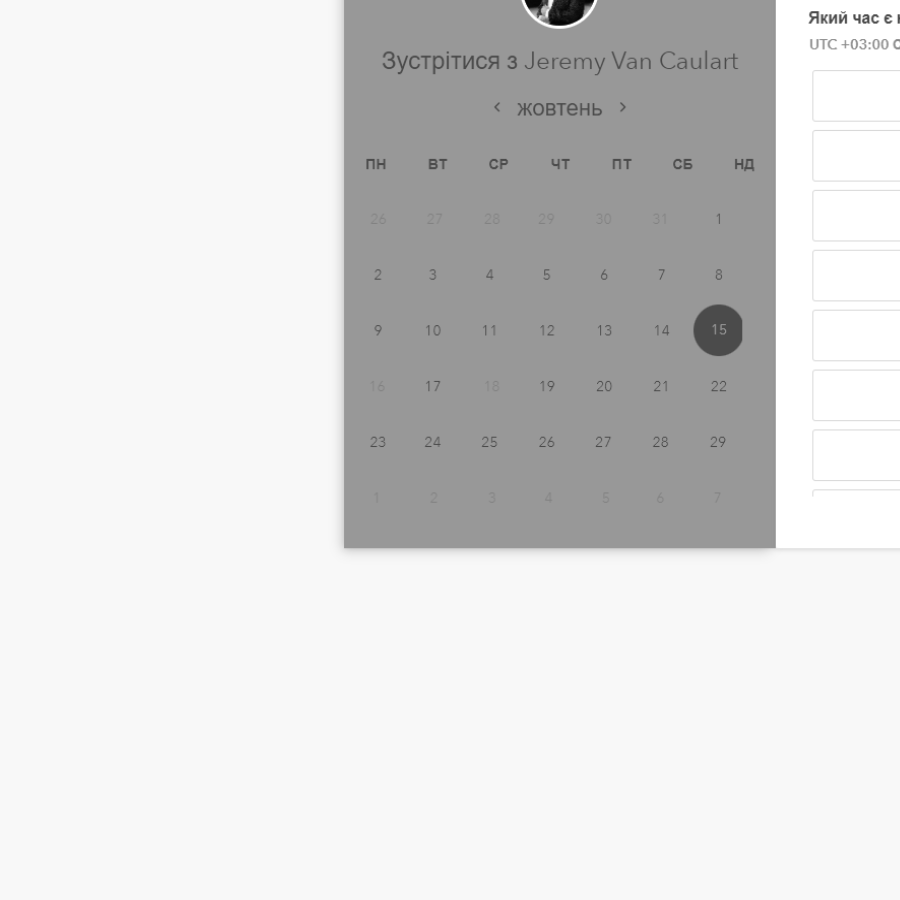 Зустрітися з Jeremy Van Caulart
жовтень
ПН ВТ СР ЧТ ПТ СБ НД
26 27 28 29 30 31 1
2 3 4 5 6 7 8
9 10 11 12 13 14 15
16 17 18 19 20 21 22
23 24 25 26 27 28 29
1 2 3 4 5 6 7
Який час є
UTC +03:00